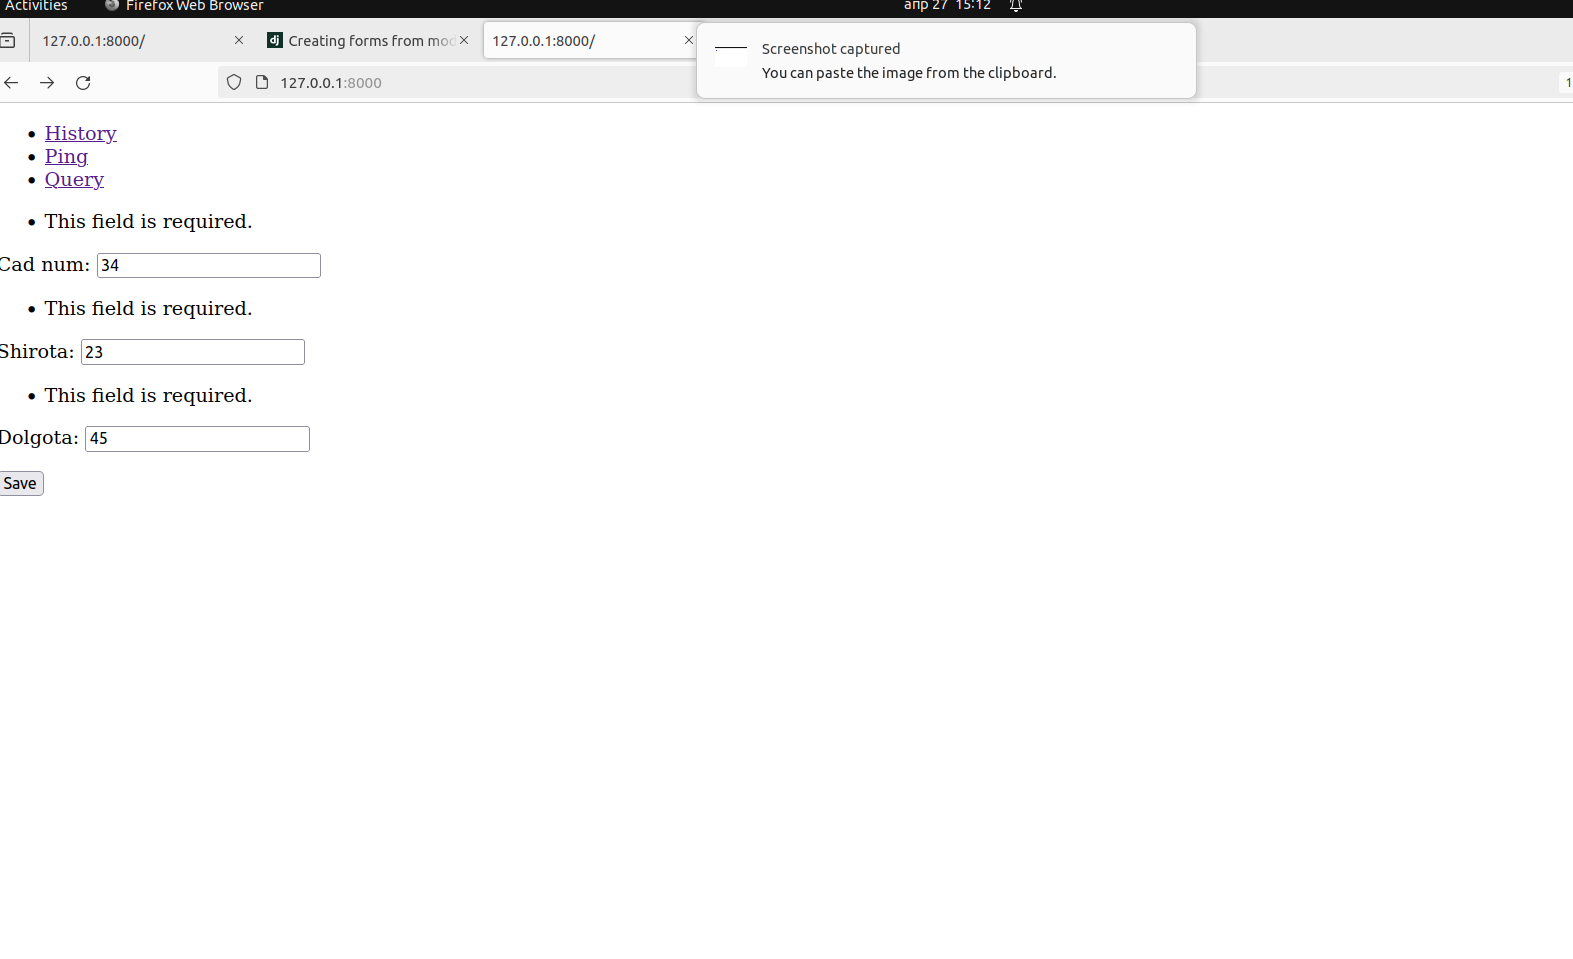 Activities Firefox Web Browser апр 27 15:12
127.0.0.1:8000/ dj Creating forms from mod 127.0.0.1:8000/
Screenshot captured
You can paste the image from the clipboard.
127.0.0.1:8000 1
History
Ping
Query
This field is required.
Cad num: 34
This field is required.
Shirota: 23
This field is required.
Dolgota: 45
Save